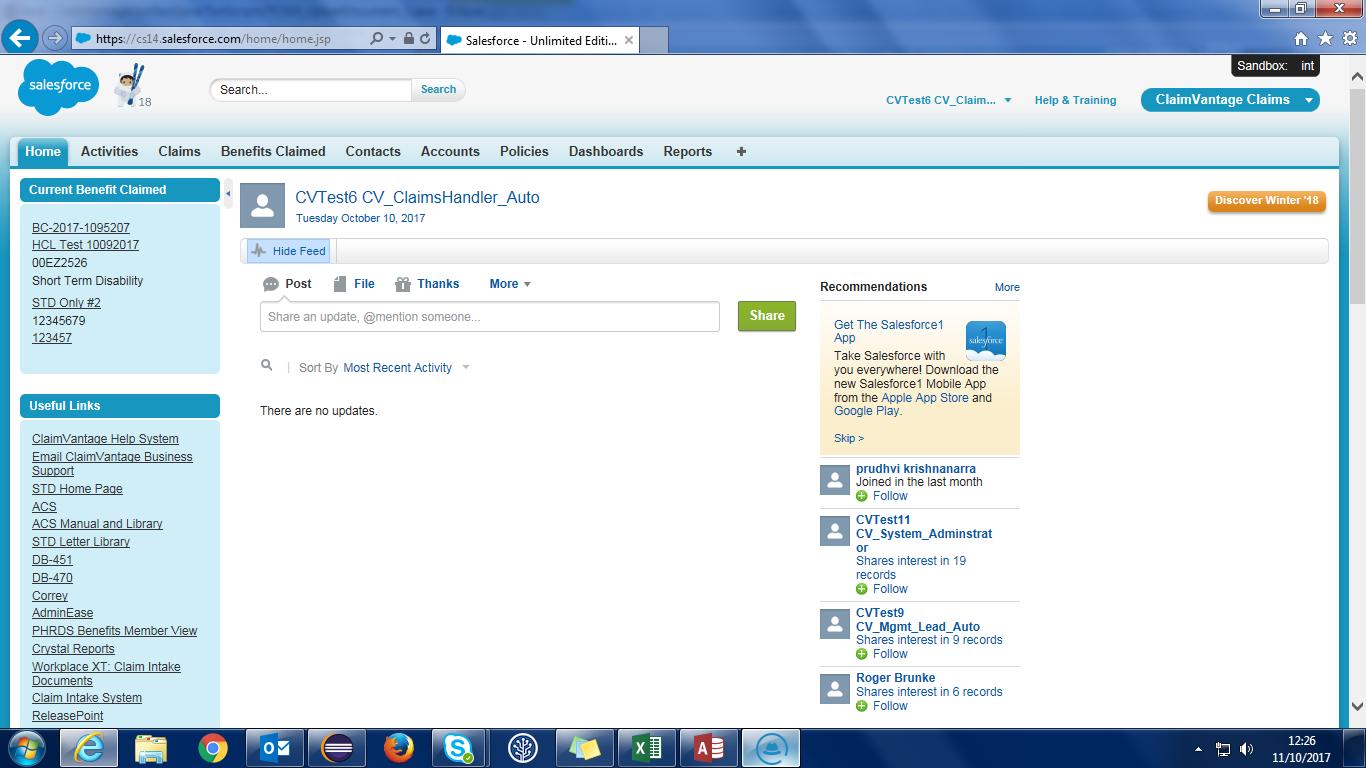 https://cs14.salesforce.com/home/home.jsp
Salesforce - Unlimited Editi...
Sandbox: int
salesforce
18
Search...
Search
CVTest6 CV_Claim...
Help & Training
ClaimVantage Claims
Home
Activities
Claims
Benefits Claimed
Contacts
Accounts
Policies
Dashboards
Reports
Current Benefit Claimed
BC-2017-1095207
HCL Test 10092017
00EZ2526
Short Term Disability
STD Only #2
12345679
123457
Useful Links
ClaimVantage Help System
Email ClaimVantage Business
Support
STD Home Page
ACS
ACS Manual and Library
STD Letter Library
DB-451
DB-470
Correy
AdminEase
PHRDS Benefits Member View
Crystal Reports
Workplace XT: Claim Intake
Documents
Claim Intake System
ReleasePoint
CVTest6 CV_ClaimsHandler_Auto
Tuesday October 10, 2017
Discover Winter '18
Hide Feed
Post
File
Thanks
More
Share an update, @mention someone...
Share
Sort By Most Recent Activity
There are no updates.
Recommendations
More
Get The Salesforce1
App
1
salesforce
Take Salesforce with
you everywhere! Download the
new Salesforce1 Mobile App
from the Apple App Store and
Google Play.
Skip >
prudhvi krishnanarra
Joined in the last month
Follow
CVTest11
CV_System_Adminstrat
or
Shares interest in 19
records
Follow
CVTest9
CV_Mgmt_Lead_Auto
Shares interest in 9 records
Follow
Roger Brunke
Shares interest in 6 records
Follow
12:26
11/10/2017